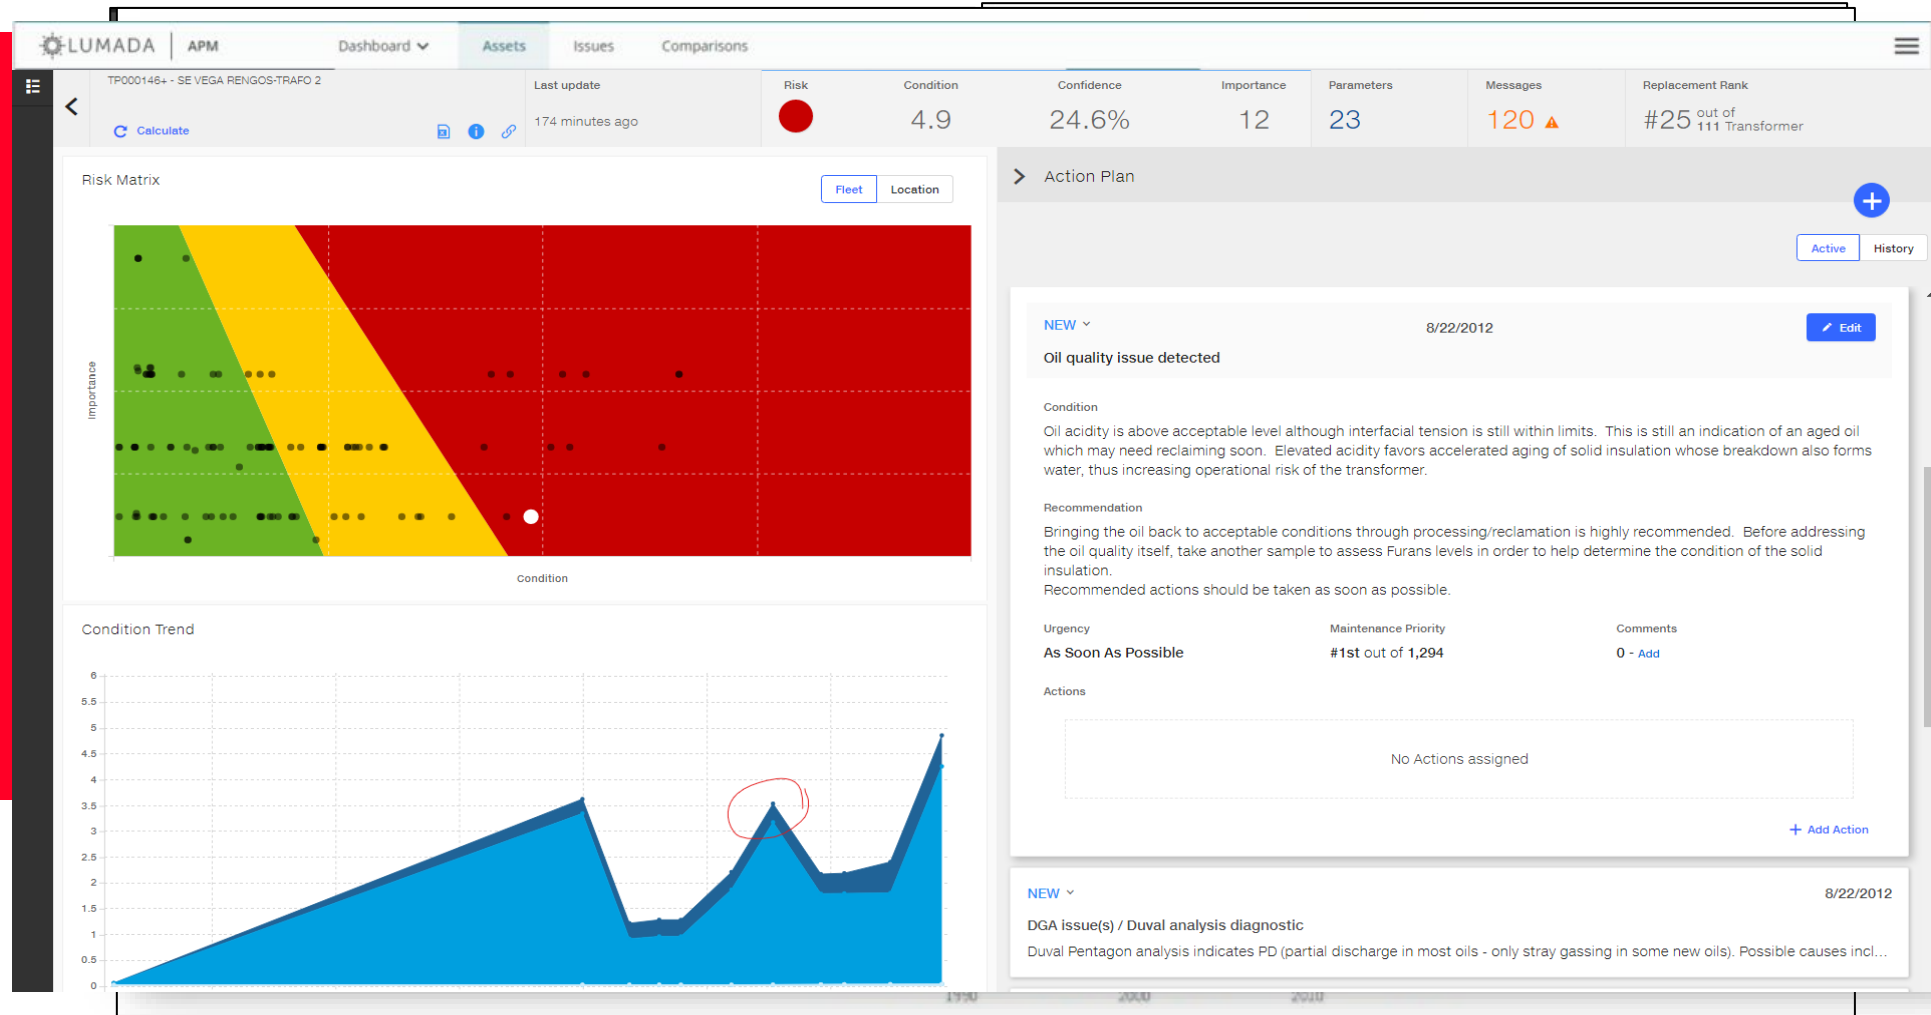 LUMADA APM
Dashboard Assets Issues Comparisons
TP000146+ - SE VEGA RENGOS-TRAFO 2
Calculate
Last update
174 minutes ago
Risk
Condition
4.9
Confidence
24.6%
Importance
12
Parameters
23
Messages
120
Replacement Rank
#25 out of
111 Transformer
Risk Matrix
Fleet Location
Importance
Condition
Condition Trend
6
5.5
5
4.5
4
3.5
3
2.5
2
1.5
1
0.5
0
Action Plan
Active History
NEW 8/22/2012 Edit
Oil quality issue detected
Condition
Oil acidity is above acceptable level although interfacial tension is still within limits. This is still an indication of an aged oil
which may need reclaiming soon. Elevated acidity favors accelerated aging of solid insulation whose breakdown also forms
water, thus increasing operational risk of the transformer.
Recommendation
Bringing the oil back to acceptable conditions through processing/reclamation is highly recommended. Before addressing
the oil quality itself, take another sample to assess Furans levels in order to help determine the condition of the solid
insulation.
Recommended actions should be taken as soon as possible.
Urgency
As Soon As Possible
Maintenance Priority
#1st out of 1,294
Comments
0 - Add
Actions
No Actions assigned
+ Add Action
NEW 8/22/2012
DGA issue(s) / Duval analysis diagnostic
Duval Pentagon analysis indicates PD (partial discharge in most oils - only stray gassing in some new oils). Possible causes incl...
1990 2000 2010